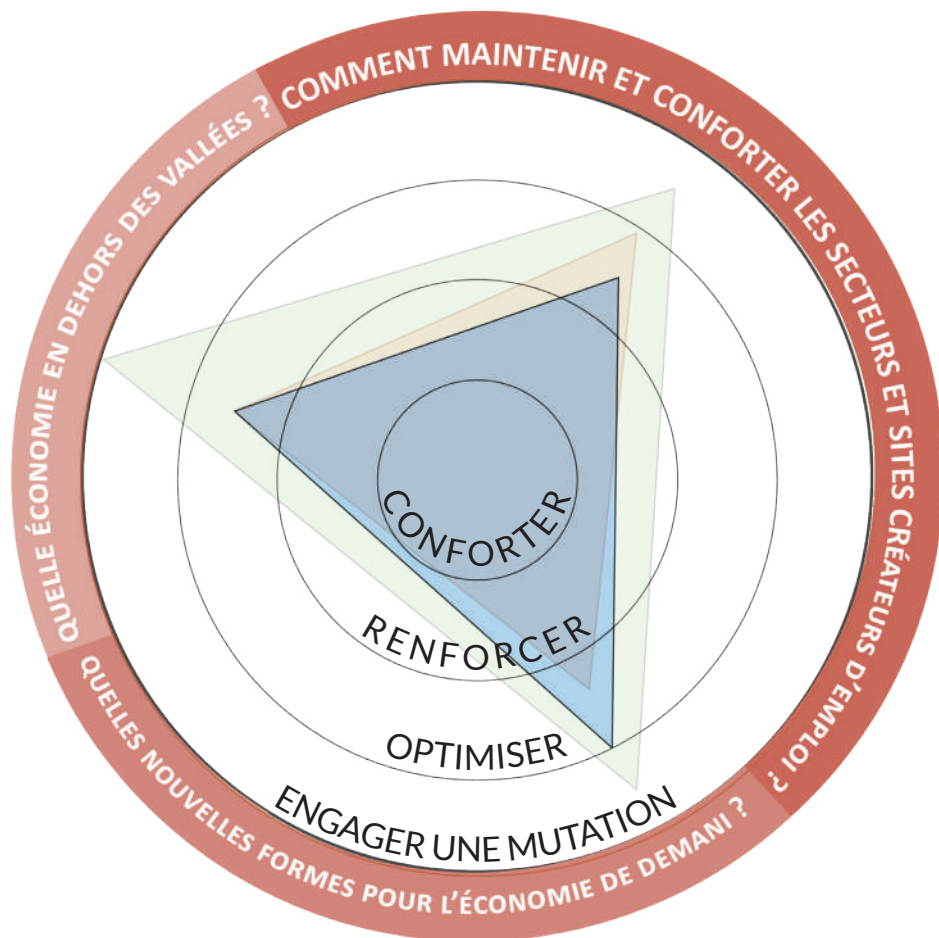 COMMENT MAINTENIR ET CONFORTER LES SECTEURS ET SITES CRÉATEURS D'EMPLOI ?
QUELLE ÉCONOMIE EN DEHORS DES VALLÉES ?
QUELLES NOUVELLES FORMES POUR L'ÉCONOMIE DE DEMANI ?
CONFORTER
RENFORCER
OPTIMISER
ENGAGER UNE MUTATION